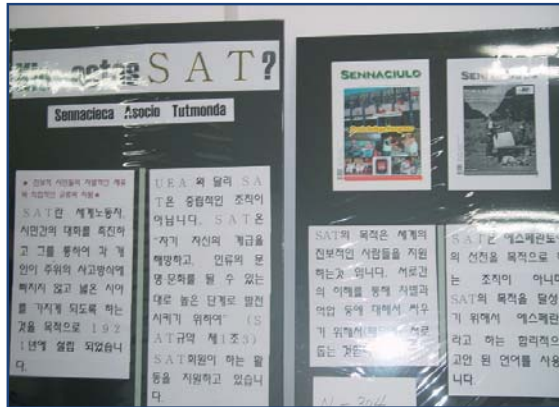 Kio estas SAT?
Sennacieca Asocio Tutmonda
SAT란 세계노동자,
시민간의 대화를 촉진하
고 그를 통하여 각 개
인이 주위의 사고방식에
빠지지 않고 넓은 시야
를 가지게 되도록 하는
것을 목적으로 192
1년에 설립 되었습니
다.
UEA 와 달리 SA
T은 중립적인 조직이
아닙니다. SAT은
"자기 자신의 계급을
해방하고, 인류의 문
명·문화를 될 수 있는
대로 높은 단계로 발전
시키기 위하여" (S
AT규약 제1조3)
SAT회원이 하는 활
동을 지원하고 있습니
다.
SENNACIULO
SENNA
SAT의 목적은 세계의
진보적인 사람들을 지원
하는것 입니다. 서로간
의 이해를 통해 차별과
억압 등에 대해서 싸우
기 위해서 서로
돕는
SAT은 에스페란토
의 선전을 목적으로
는 조직이 아니며
SAT의 목적을 달성
기 위해서 에스페란
라고 하는 합리적으
고안 된 언어를 사용
니다.